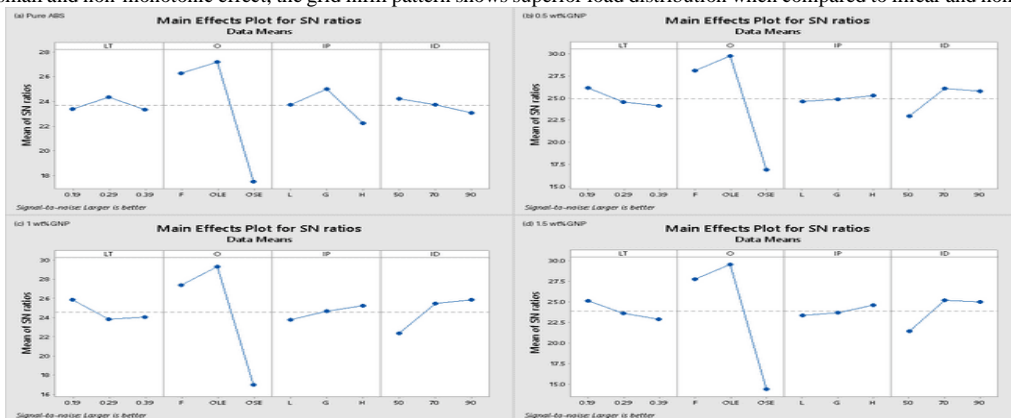 small and non-monotonic effect, the grid infill pattern shows superior load distribution when compared to linear and
(a) Pure ABS
Main Effects Plot for SN ratios
Data Means
LT O IP ID
Mean of SN ratios
28
26
24
22
20
18
0.19 0.29 0.39 F OLE OSE L G H 50 70 90
Signal-to-noise: Larger is better
(b) 0.5 wt% GNP
Main Effects Plot for SN ratios
Data Means
LT O IP ID
Mean of SN ratios
30.0
27.5
25.0
22.5
20.0
17.5
15.0
0.19 0.29 0.39 F OLE OSE L G H 50 70 90
Signal-to-noise: Larger is better
(c) 1 wt% GNP
Main Effects Plot for SN ratios
Data Means
LT O IP ID
Mean of SN ratios
30
28
26
24
22
20
18
16
0.19 0.29 0.39 F OLE OSE L G H 50 70 90
Signal-to-noise: Larger is better
(d) 1.5 wt% GNP
Main Effects Plot for SN ratios
Data Means
LT O IP ID
Mean of SN ratios
30.0
27.5
25.0
22.5
20.0
17.5
15.0
0.19 0.29 0.39 F OLE OSE L G H 50 70 90
Signal-to-noise: Larger is better